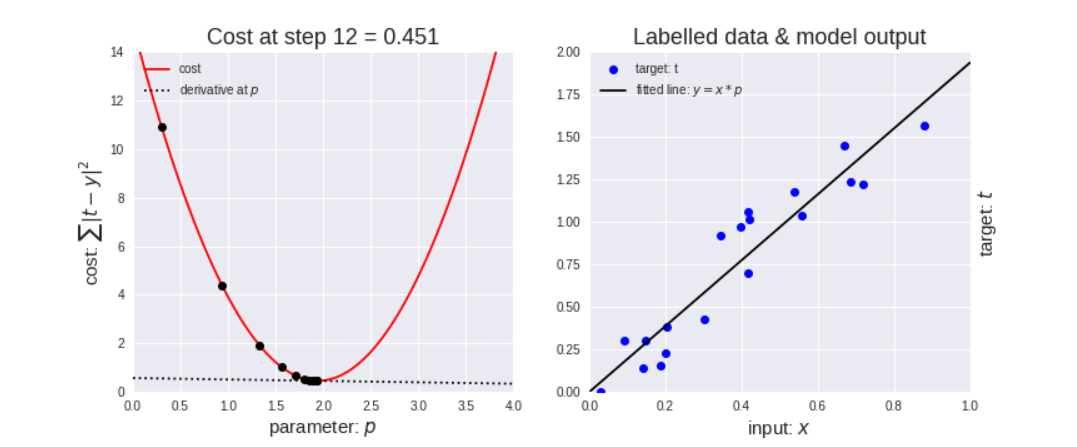 Cost at step 12 = 0.451
14
12
10
8
6
4
2
0
cost: ∑|t − y|²
cost
derivative at p
0.0 0.5 1.0 1.5 2.0 2.5 3.0 3.5 4.0
parameter: p
Labelled data & model output
2.00
1.75
1.50
1.25
1.00
0.75
0.50
0.25
0.00
target: t
fitted line: y = x * p
0.0 0.2 0.4 0.6 0.8 1.0
input: x
target: t